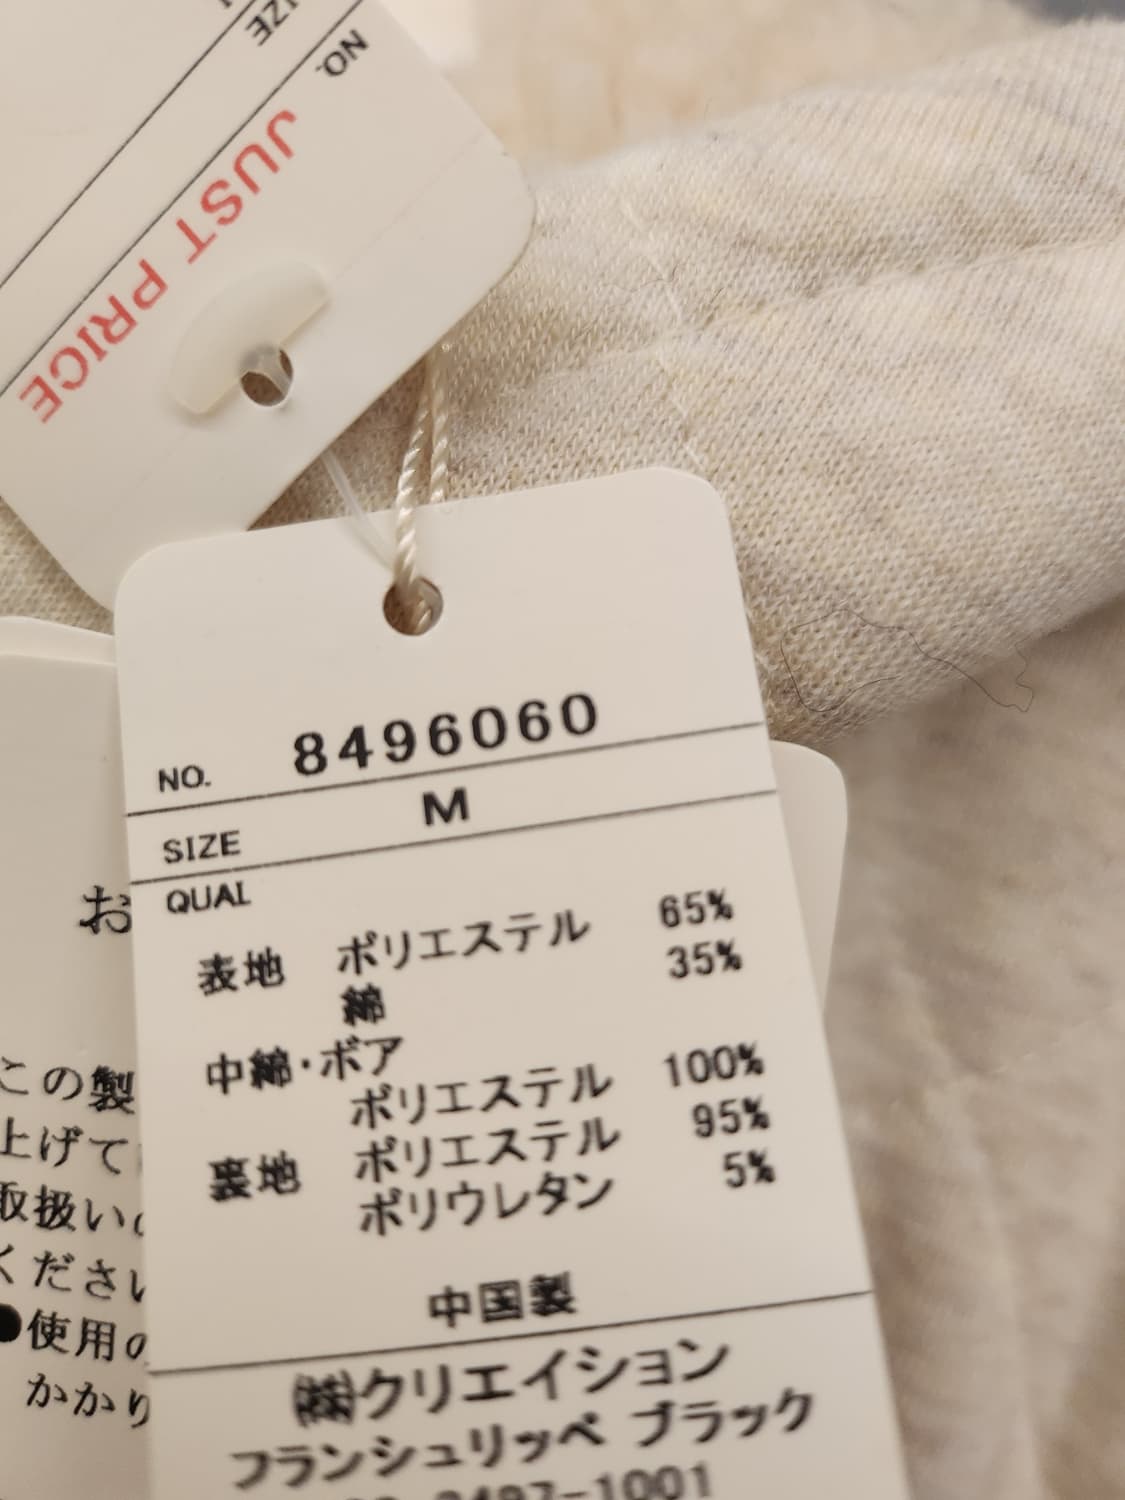 SIZE
NO.
JUST PRICE
NO. 8496060
SIZE M
QUAL
表地 ポリエステル 65%
綿 35%
中綿・ボア
ポリエステル 100%
裏地 ポリエステル 95%
ポリウレタン 5%
中国製
㈱クリエイション
フランシュリッペ ブラック
3497-1001
お
この製
上げて
取扱い
ください
●使用の
かかり